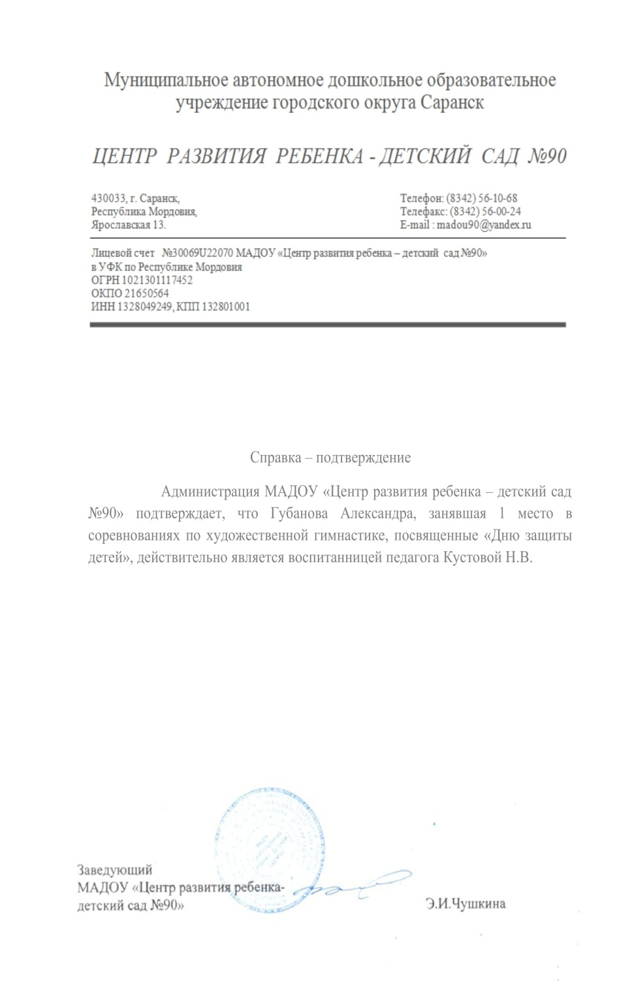 Муниципальное автономное дошкольное образовательное
учреждение городского округа Саранск
ЦЕНТР РАЗВИТИЯ РЕБЕНКА - ДЕТСКИЙ САД №90
430033, г. Саранск,
Республика Мордовия,
Ярославская 13.
Телефон: (8342) 56-10-68
Телефакс: (8342) 56-00-24
E-mail : madou90@yandex.ru
Лицевой счет №30069U22070 МАДОУ «Центр развития ребенка – детский сад №90»
в УФК по Республике Мордовия
ОГРН 1021301117452
ОКПО 21650564
ИНН 1328049249, КПП 132801001
Справка – подтверждение
Администрация МАДОУ «Центр развития ребенка – детский сад
№90» подтверждает, что Губанова Александра, занявшая 1 место в
соревнованиях по художественной гимнастике, посвященные «Дню защиты
детей», действительно является воспитанницей педагога Кустовой Н.В.
Заведующий
МАДОУ «Центр развития ребенка-
детский сад №90»
Э.И.Чушкина